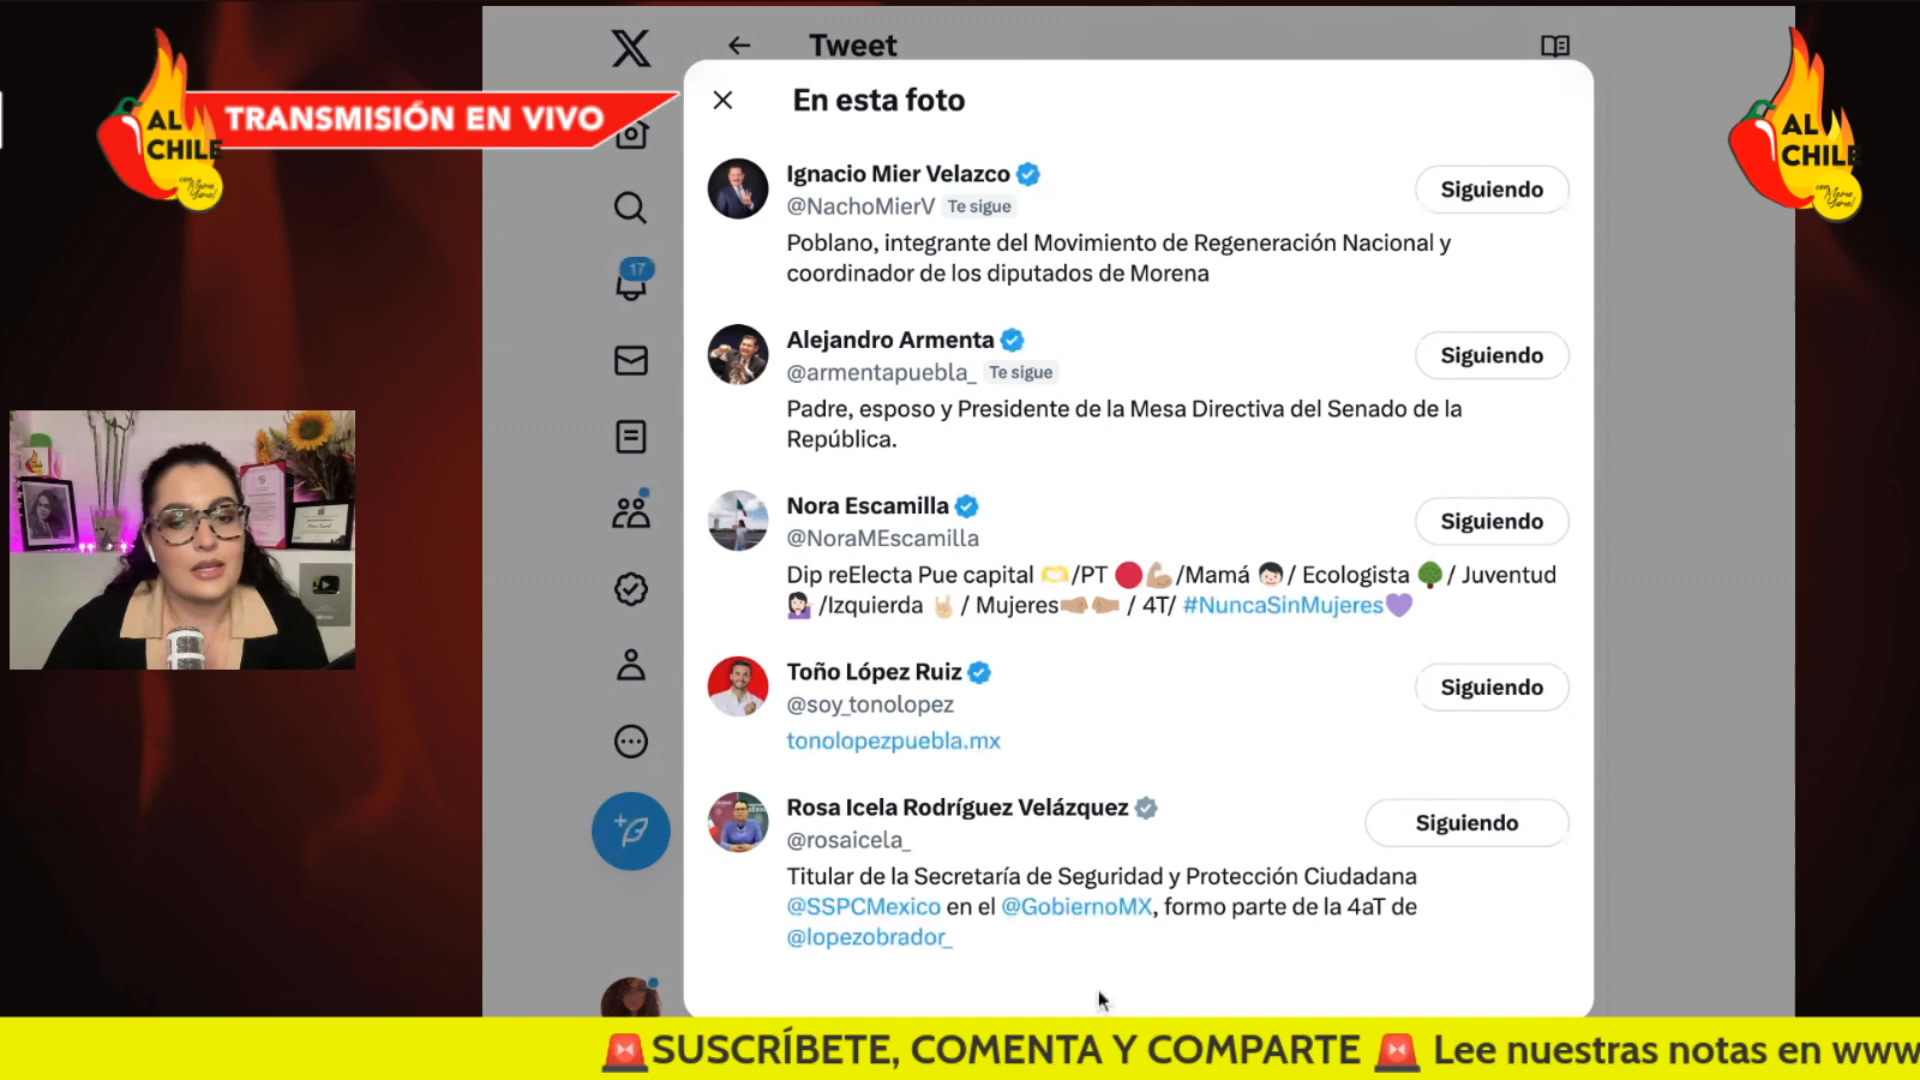 Tweet
AL
CHILE
TRANSMISIÓN EN VIVO
AL
CHILE
En esta foto
Ignacio Mier Velazco
@NachoMierV Te sigue
Siguiendo
Poblano, integrante del Movimiento de Regeneración Nacional y
coordinador de los diputados de Morena
17
Alejandro Armenta
@armentapuebla_ Te sigue
Siguiendo
Padre, esposo y Presidente de la Mesa Directiva del Senado de la
República.
Nora Escamilla
@NoraMEscamilla
Siguiendo
Dip reElecta Pue capital 🫶/PT 🔴💪🏼/Mamá 👦🏻/ Ecologista 🌳/ Juventud
💁🏻‍♀️/Izquierda 🤘🏼/ Mujeres🤜🏽🤛🏽 / 4T/ #NuncaSinMujeres💜
Toño López Ruiz
@soy_tonolopez
Siguiendo
tonolopezpuebla.mx
Rosa Icela Rodríguez Velázquez
@rosaicela_
Siguiendo
Titular de la Secretaría de Seguridad y Protección Ciudadana
@SSPCMexico en el @GobiernoMX, formo parte de la 4aT de
@lopezobrador_
🚨SUSCRÍBETE, COMENTA Y COMPARTE 🚨 Lee nuestras notas en www